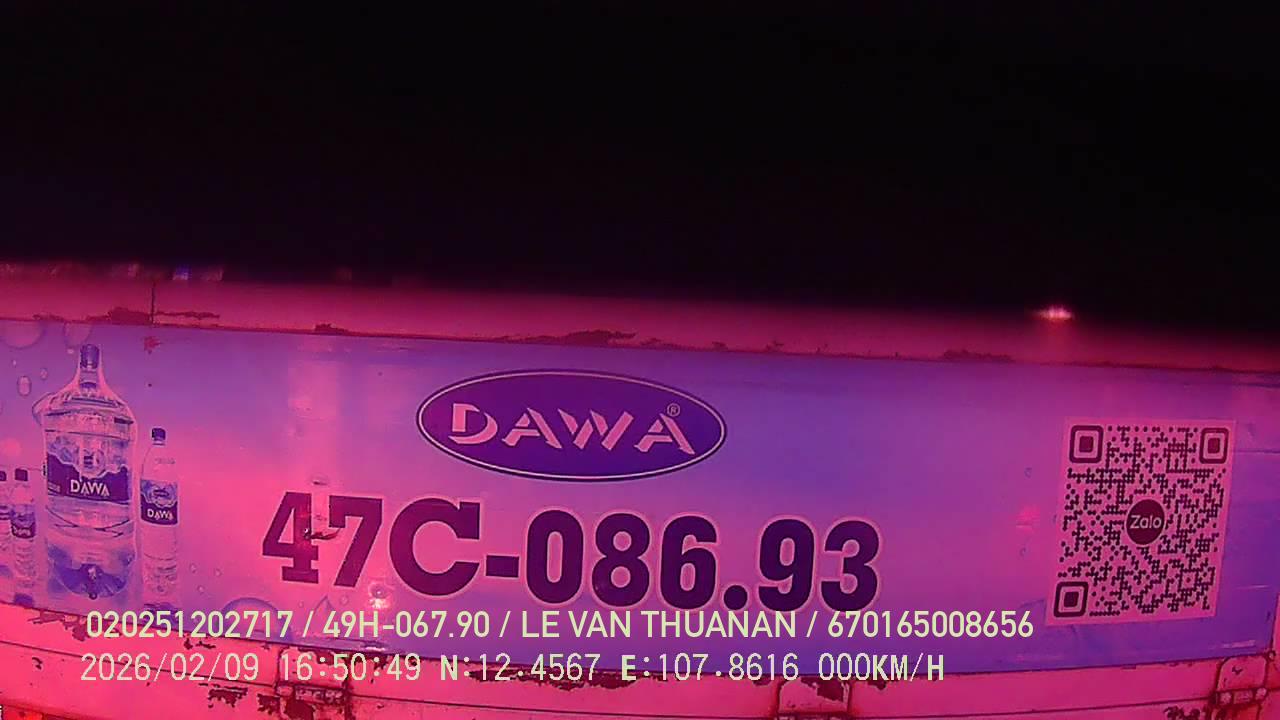 DAWA®
DAWA
DAWA
47C-086.93
Zalo
020251202717 / 49H-067.90 / LE VAN THUANAN / 670165008656
2026/02/09 16:50:49 N:12.4567 E:107.8616 000KM/H